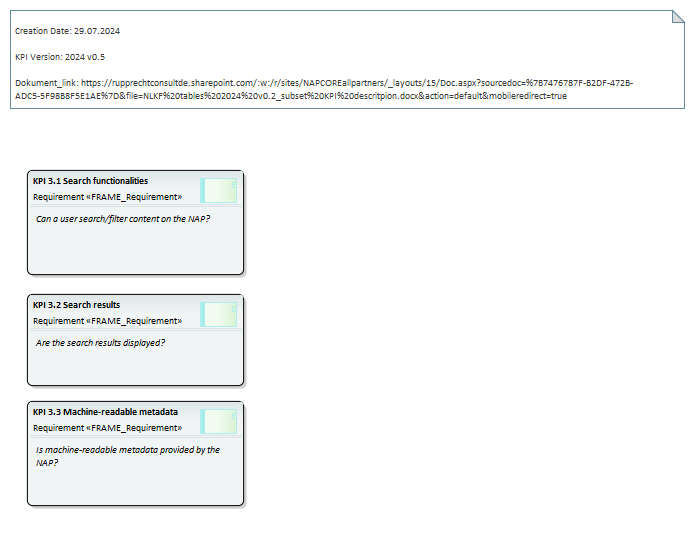 Creation Date: 29.07.2024
KPI Version: 2024 v0.5
Dokument_link: https://rupprechtconsultde.sharepoint.com/:w:/r/sites/NAPCOREallpartners/_layouts/15/Doc.aspx?sourcedoc=%7B7476787F-B2DF-472B-
ADC5-5F98B8F5E1AE%7D&file=NLKF%20tables%202024%20v0.2_subset%20KPI%20descritpion.docx&action=default&mobileredirect=true
KPI 3.1 Search functionalities
Requirement «FRAME_Requirement»
Can a user search/filter content on the NAP?
KPI 3.2 Search results
Requirement «FRAME_Requirement»
Are the search results displayed?
KPI 3.3 Machine-readable metadata
Requirement «FRAME_Requirement»
Is machine-readable metadata provided by the
NAP?